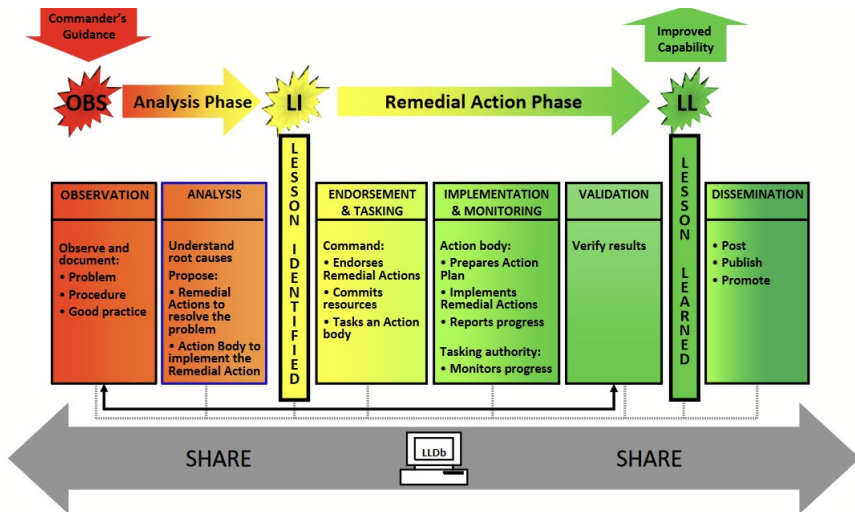 Commander's
Guidance
Improved
Capability
OBS
Analysis Phase
LI
Remedial Action Phase
LL
OBSERVATION
Observe and
document:
• Problem
• Procedure
• Good practice
ANALYSIS
Understand
root causes
Propose:
• Remedial
Actions to
resolve the
problem
• Action Body to
implement the
Remedial Action
LESSON IDENTIFIED
ENDORSEMENT
& TASKING
Command:
• Endorses
Remedial Actions
• Commits
resources
• Tasks an Action
body
IMPLEMENTATION
& MONITORING
Action body:
• Prepares Action
Plan
• Implements
Remedial Actions
• Reports progress
Tasking authority:
• Monitors progress
VALIDATION
Verify results
LESSON LEARNED
DISSEMINATION
• Post
• Publish
• Promote
SHARE
LLDb
SHARE